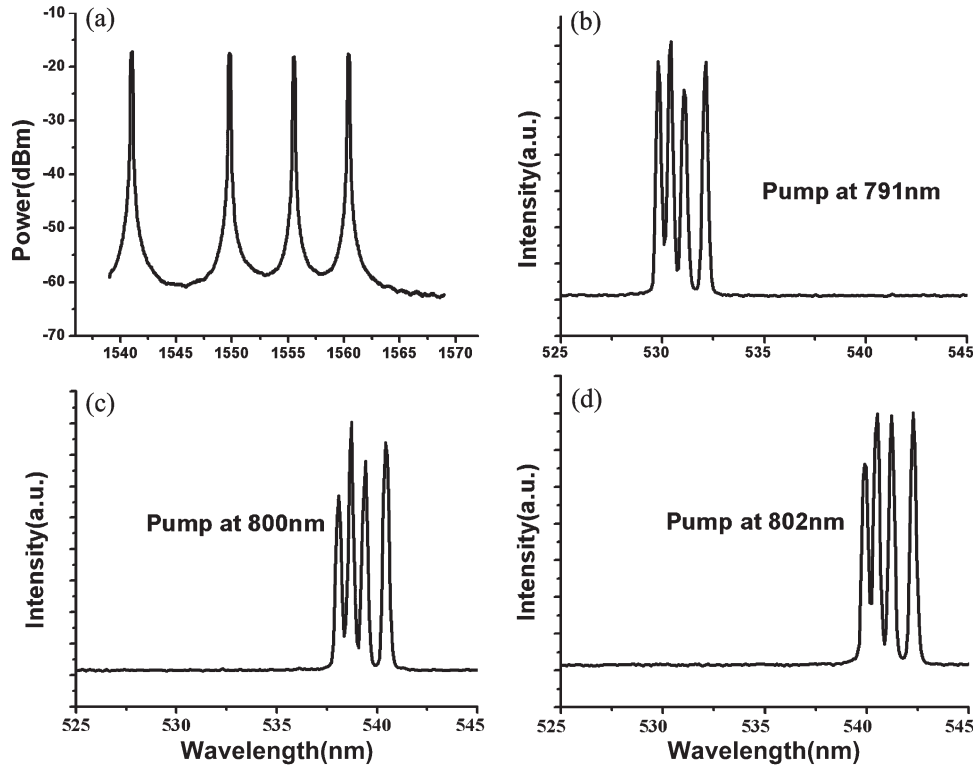 (a)
Power(dBm)
-10
-20
-30
-40
-50
-60
-70
1540 1545 1550 1555 1560 1565 1570
(b)
Intensity(a.u.)
Pump at 791nm
525 530 535 540 545
(c)
Intensity(a.u.)
Pump at 800nm
525 530 535 540 545
Wavelength(nm)
(d)
Intensity(a.u.)
Pump at 802nm
525 530 535 540 545
Wavelength(nm)